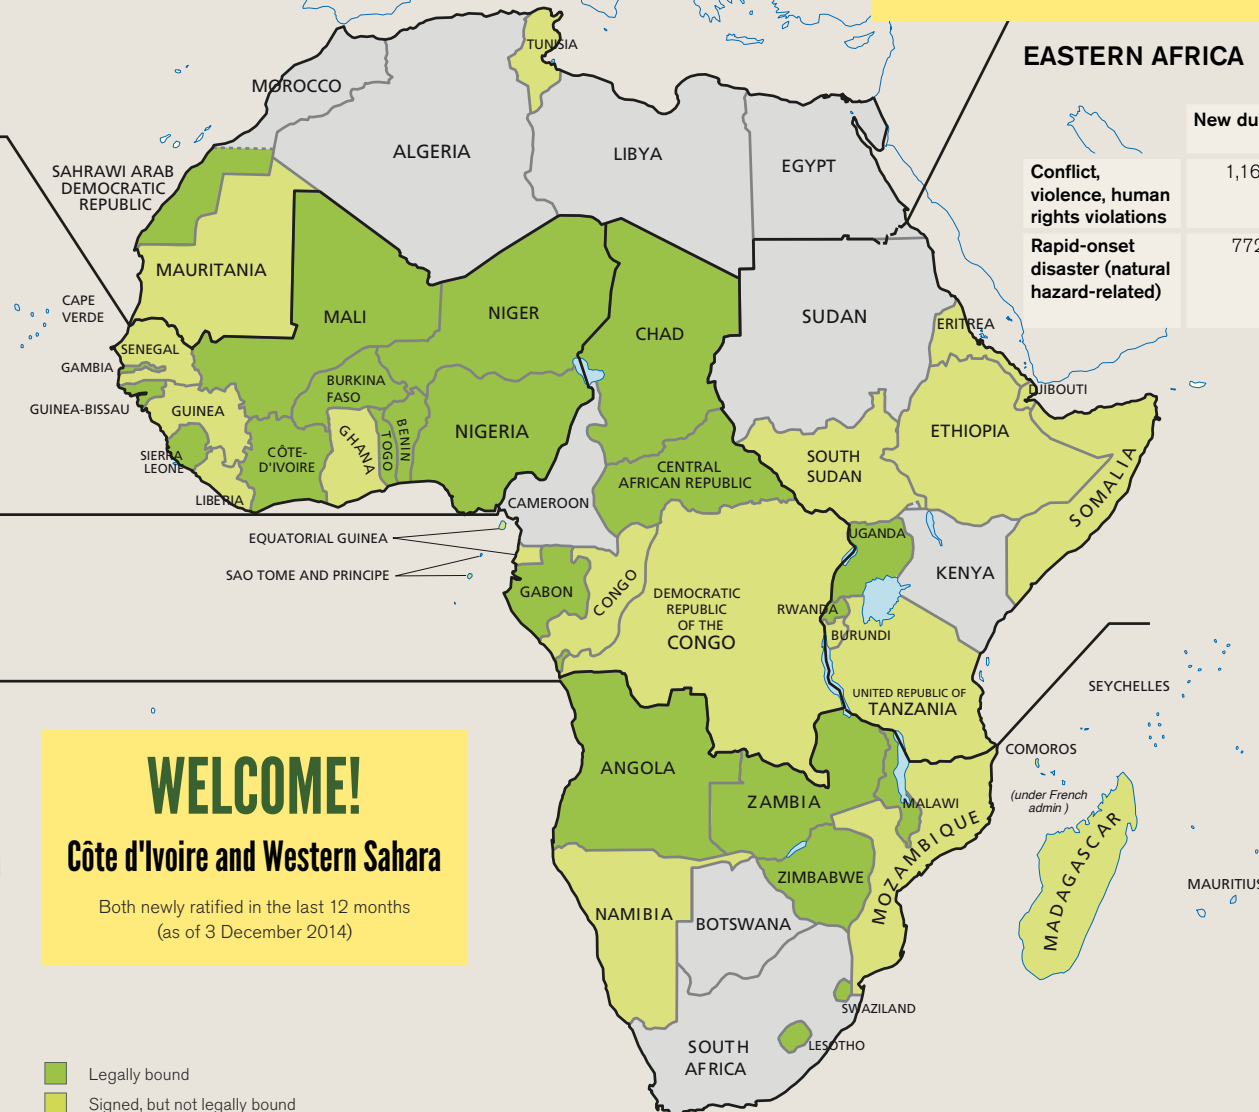 EASTERN AFRICA
New du
Conflict,
violence, human
rights violations
1,16
Rapid-onset
disaster (natural
hazard-related)
772
TUNISIA
MOROCCO
ALGERIA
LIBYA
EGYPT
SAHRAWI ARAB
DEMOCRATIC
REPUBLIC
MAURITANIA
CAPE
VERDE
MALI
NIGER
CHAD
SUDAN
ERITREA
SENEGAL
GAMBIA
GUINEA-BISSAU
GUINEA
BURKINA
FASO
DJIBOUTI
SIERRA
LEONE
LIBERIA
CÔTE-
D'IVOIRE
GHANA
TOGO
BENIN
NIGERIA
CENTRAL
AFRICAN REPUBLIC
SOUTH
SUDAN
ETHIOPIA
SOMALIA
CAMEROON
EQUATORIAL GUINEA
SAO TOME AND PRINCIPE
GABON
CONGO
DEMOCRATIC
REPUBLIC
OF THE
CONGO
UGANDA
KENYA
RWANDA
BURUNDI
UNITED REPUBLIC OF
TANZANIA
SEYCHELLES
COMOROS
(under French
admin )
ANGOLA
ZAMBIA
MALAWI
MOZAMBIQUE
MADAGASCAR
MAURITIUS
ZIMBABWE
NAMIBIA
BOTSWANA
SWAZILAND
LESOTHO
SOUTH
AFRICA
WELCOME!
Côte d'Ivoire and Western Sahara
Both newly ratified in the last 12 months
(as of 3 December 2014)
Legally bound
Signed, but not legally bound